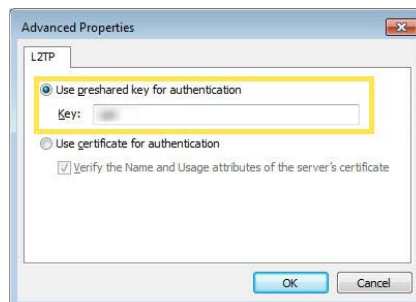 Advanced Properties
L2TP
Use preshared key for authentication
Key:
Use certificate for authentication
Verify the Name and Usage attributes of the server's certificate
OK Cancel